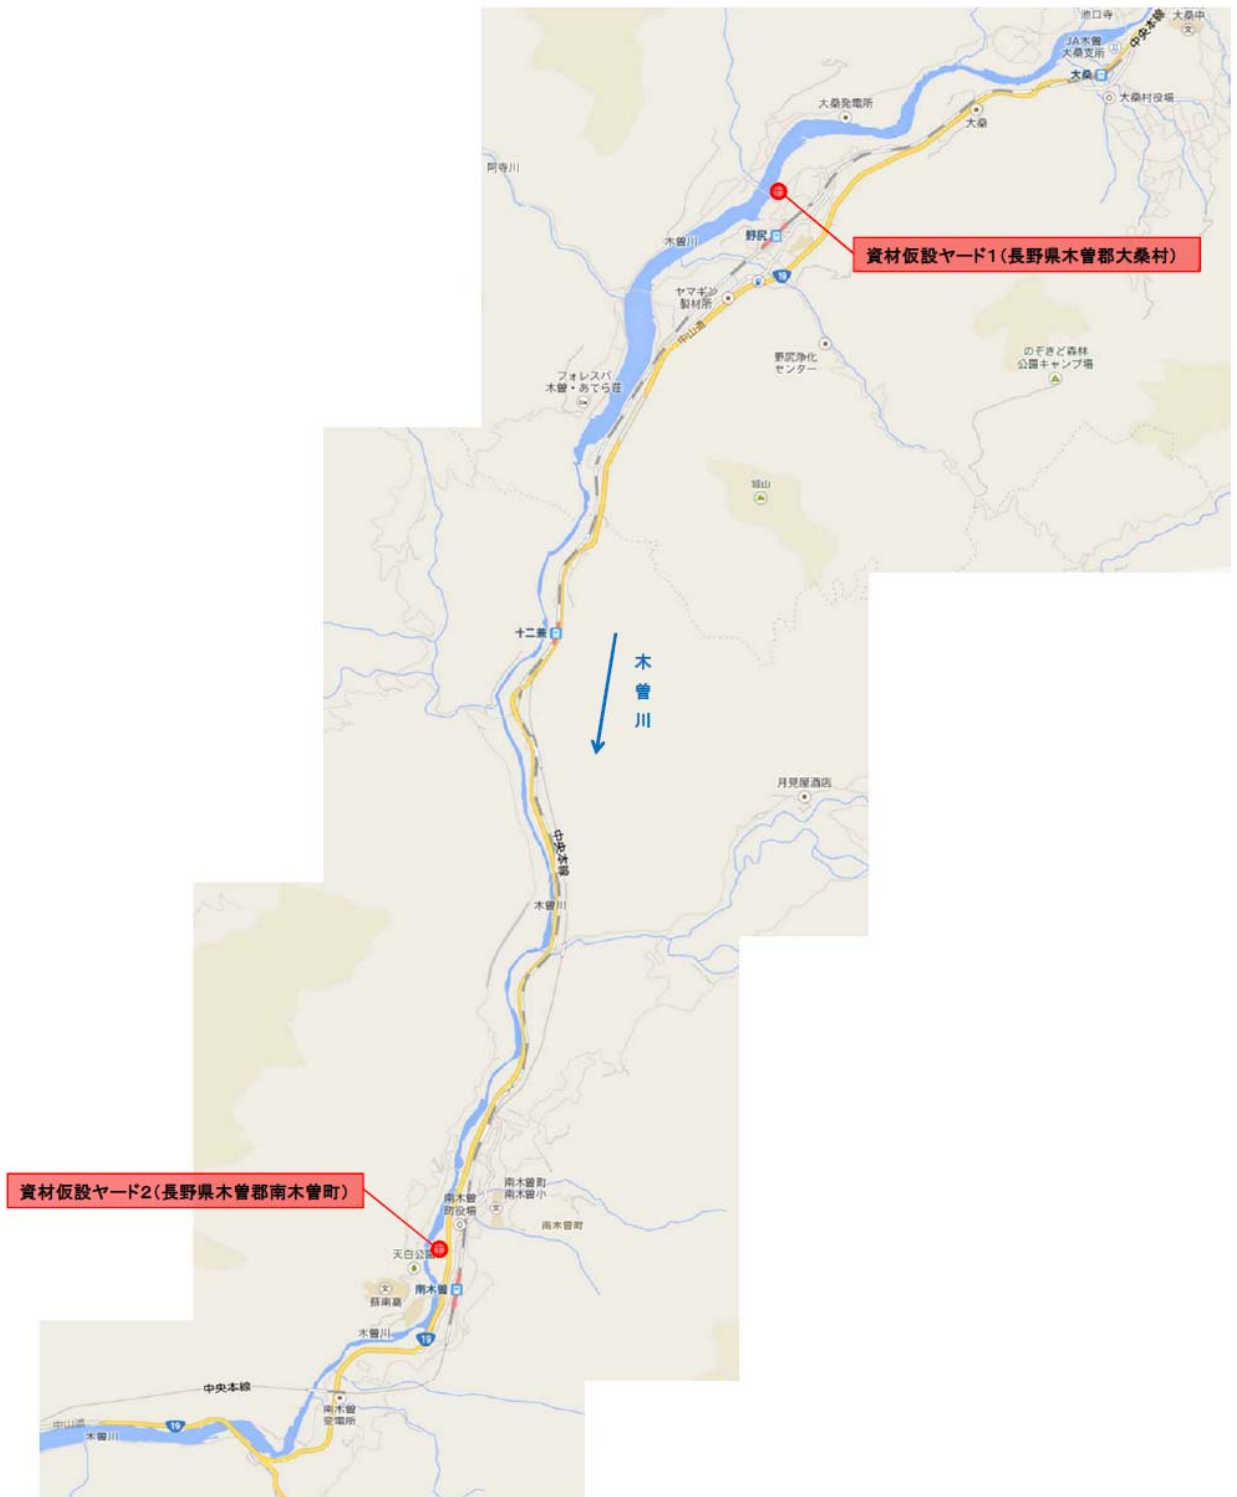 池口寺
大桑中
中央本線
JA木曽
大桑支所
大桑
大桑村役場
大桑発電所
大桑
阿寺川
木曽川
野尻
資材仮設ヤード1(長野県木曽郡大桑村)
19
ヤマギン
製材所
中山道
野尻浄化
センター
のぞきど森林
公園キャンプ場
フォレスパ
木曽・あてら荘
城山
十二兼
木
曽
川
月見屋酒店
中央本線
木曽川
資材仮設ヤード2(長野県木曽郡南木曽町)
南木曽町
南木曽小
南木曽
町役場
南木曽町
天白公園
南木曽
蘇南高
木曽川
19
中央本線
南木曽
変電所
中山道
19
木曽川